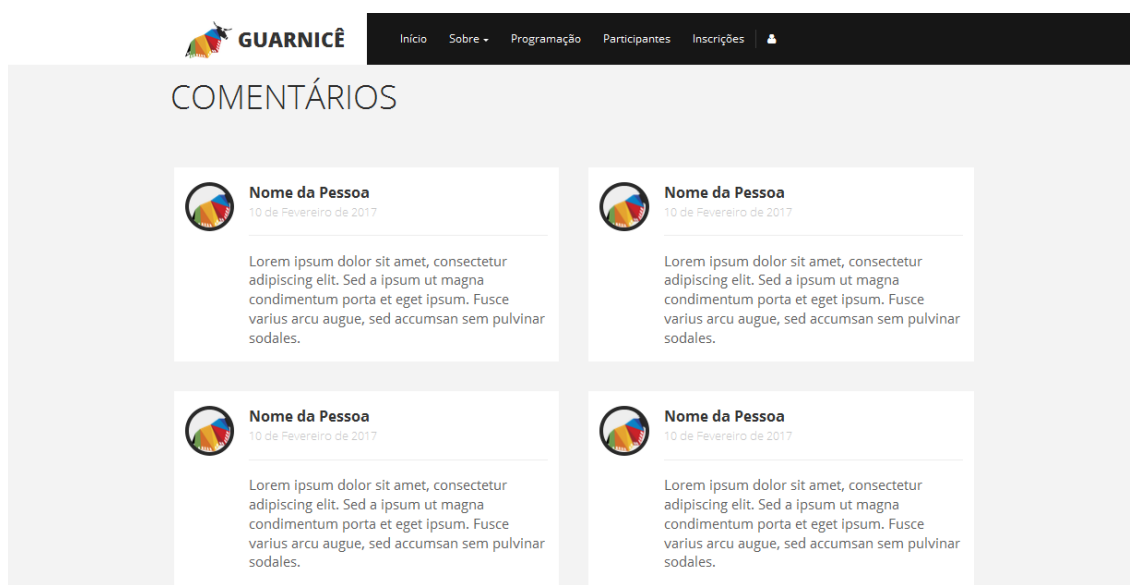 GUARNICÊ
Início Sobre Programação Participantes Inscrições
COMENTÁRIOS
Nome da Pessoa
10 de Fevereiro de 2017
Lorem ipsum dolor sit amet, consectetur
adipiscing elit. Sed a ipsum ut magna
condimentum porta et eget ipsum. Fusce
varius arcu augue, sed accumsan sem pulvinar
sodales.
Nome da Pessoa
10 de Fevereiro de 2017
Lorem ipsum dolor sit amet, consectetur
adipiscing elit. Sed a ipsum ut magna
condimentum porta et eget ipsum. Fusce
varius arcu augue, sed accumsan sem pulvinar
sodales.
Nome da Pessoa
10 de Fevereiro de 2017
Lorem ipsum dolor sit amet, consectetur
adipiscing elit. Sed a ipsum ut magna
condimentum porta et eget ipsum. Fusce
varius arcu augue, sed accumsan sem pulvinar
sodales.
Nome da Pessoa
10 de Fevereiro de 2017
Lorem ipsum dolor sit amet, consectetur
adipiscing elit. Sed a ipsum ut magna
condimentum porta et eget ipsum. Fusce
varius arcu augue, sed accumsan sem pulvinar
sodales.